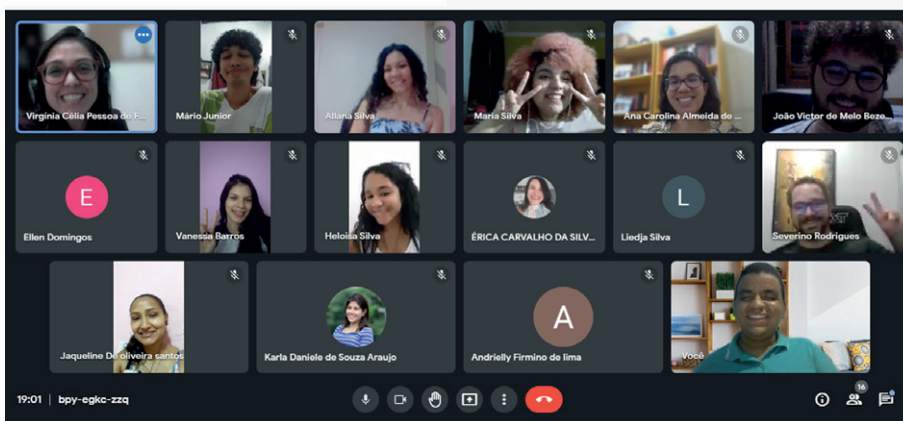 Virgínia Célia Pessoa de F...
Mário Junior
Allana Silva
Maria Silva
Ana Carolina Almeida de ...
João Victor de Melo Beze...
E
Ellen Domingos
Vanessa Barros
Heloisa Silva
ÉRICA CARVALHO DA SILV...
L
Liedja Silva
Severino Rodrigues
Jaqueline De oliveira santos
Karla Daniele de Souza Araujo
A
Andrielly Firmino de lima
Você
19:01 | bpy-egkc-zzq
16